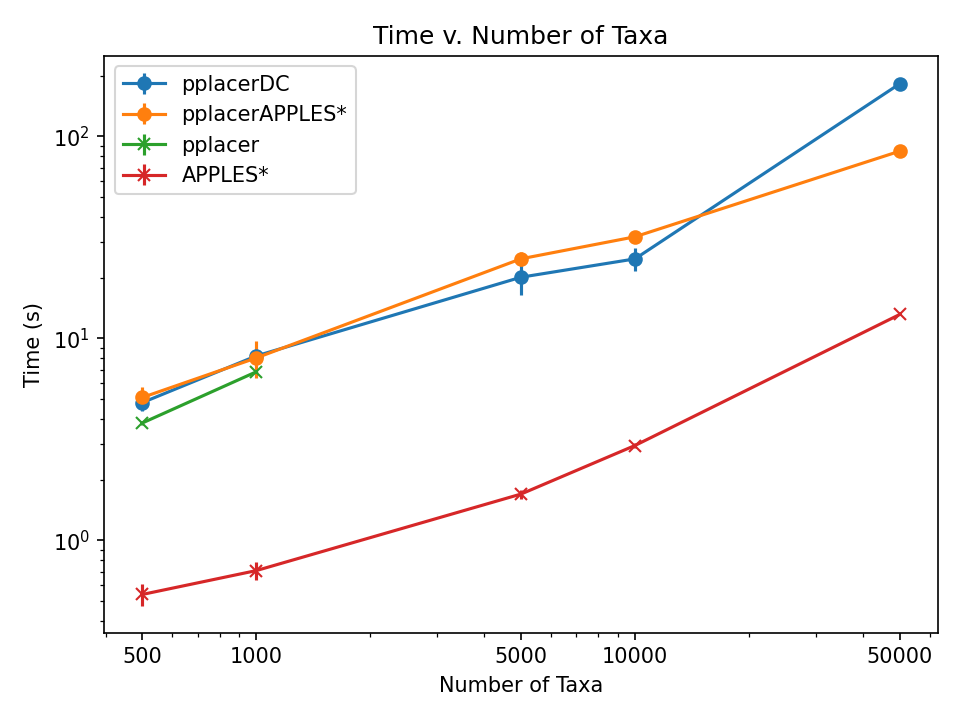 Time v. Number of Taxa
pplacerDC
pplacerAPPLES*
pplacer
APPLES*
10²
10¹
10⁰
Time (s)
500 1000 5000 10000 50000
Number of Taxa